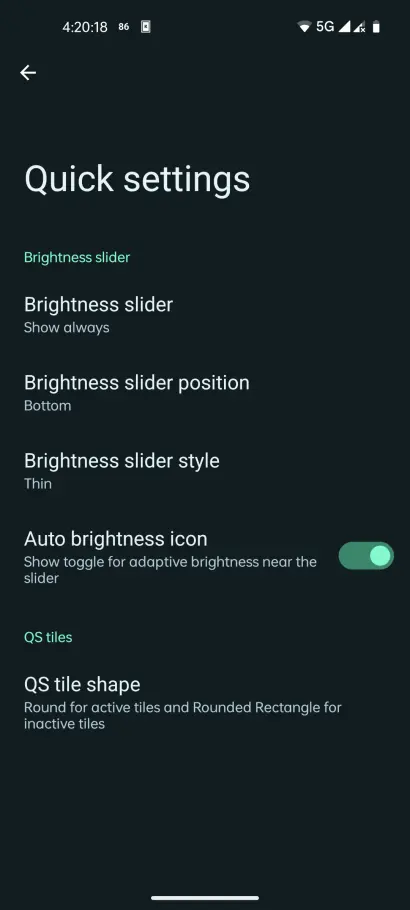 4:20:18 86 5G
Quick settings
Brightness slider
Brightness slider
Show always
Brightness slider position
Bottom
Brightness slider style
Thin
Auto brightness icon
Show toggle for adaptive brightness near the
slider
QS tiles
QS tile shape
Round for active tiles and Rounded Rectangle for
inactive tiles